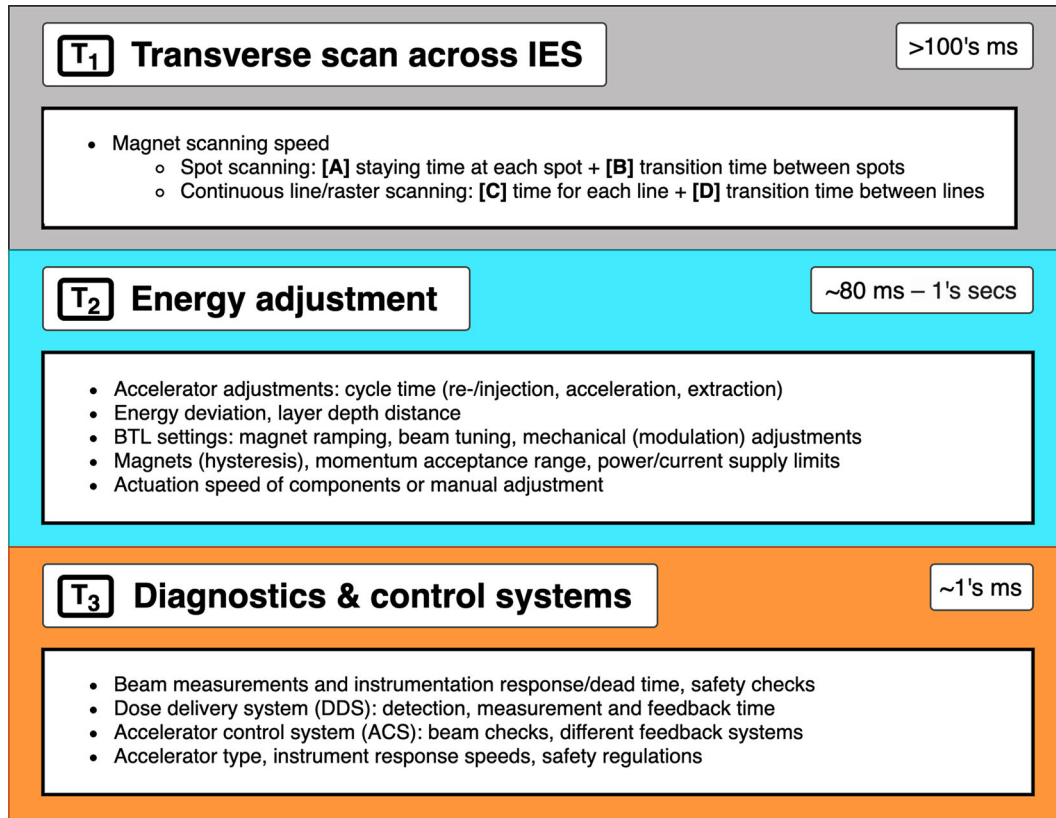 T1 Transverse scan across IES
>100's ms
• Magnet scanning speed
○ Spot scanning: [A] staying time at each spot + [B] transition time between spots
○ Continuous line/raster scanning: [C] time for each line + [D] transition time between lines
T2 Energy adjustment
~80 ms – 1's secs
• Accelerator adjustments: cycle time (re-/injection, acceleration, extraction)
• Energy deviation, layer depth distance
• BTL settings: magnet ramping, beam tuning, mechanical (modulation) adjustments
• Magnets (hysteresis), momentum acceptance range, power/current supply limits
• Actuation speed of components or manual adjustment
T3 Diagnostics & control systems
~1's ms
• Beam measurements and instrumentation response/dead time, safety checks
• Dose delivery system (DDS): detection, measurement and feedback time
• Accelerator control system (ACS): beam checks, different feedback systems
• Accelerator type, instrument response speeds, safety regulations